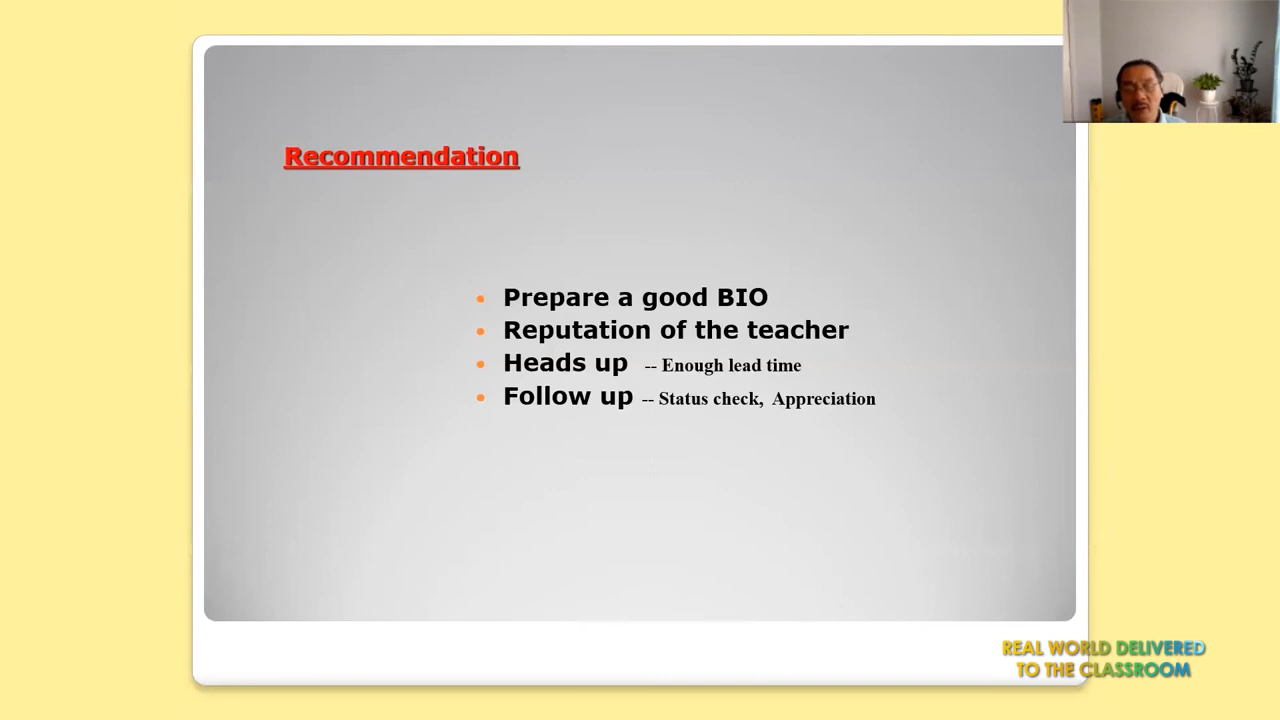 Recommendation
Prepare a good BIO
Reputation of the teacher
Heads up -- Enough lead time
Follow up -- Status check, Appreciation
REAL WORLD DELIVERED
TO THE CLASSROOM